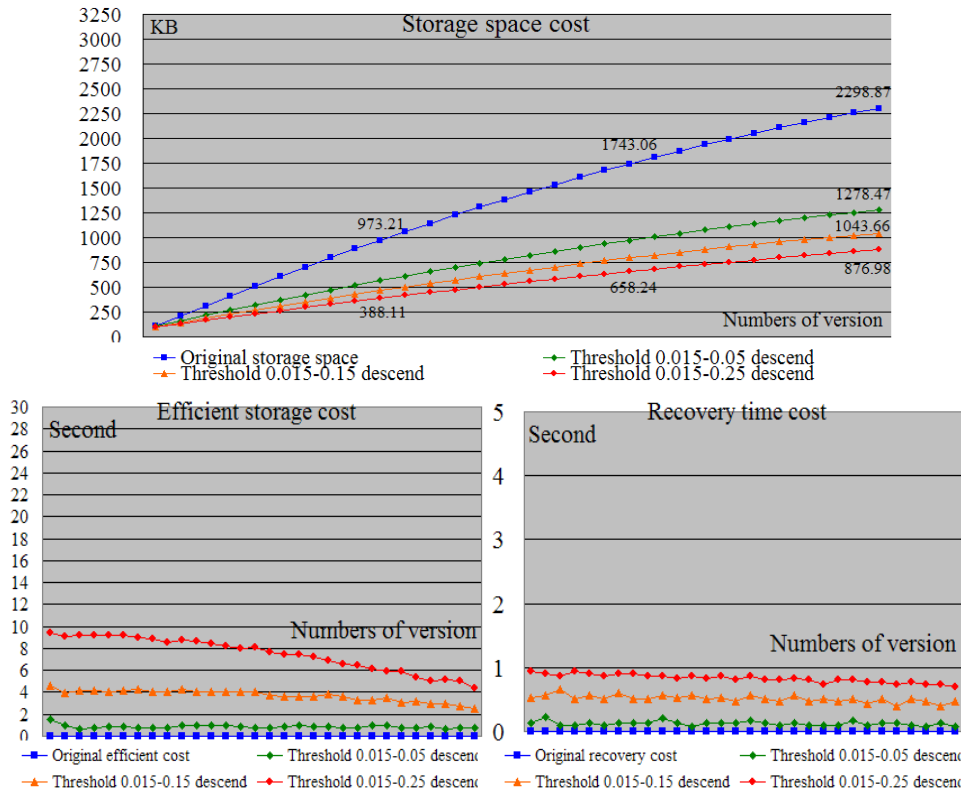 Storage space cost
KB
3250
3000
2750
2500
2250
2000
1750
1500
1250
1000
750
500
250
0
2298.87
1743.06
1278.47
973.21
1043.66
876.98
658.24
388.11
Numbers of version
Original storage space
Threshold 0.015-0.05 descend
Threshold 0.015-0.15 descend
Threshold 0.015-0.25 descend
Efficient storage cost
Second
30
28
26
24
22
20
18
16
14
12
10
8
6
4
2
0
Numbers of version
Original efficient cost
Threshold 0.015-0.05 descend
Threshold 0.015-0.15 descend
Threshold 0.015-0.25 descend
Recovery time cost
Second
5
4
3
2
1
0
Numbers of version
Original recovery cost
Threshold 0.015-0.05 descend
Threshold 0.015-0.15 descend
Threshold 0.015-0.25 descend